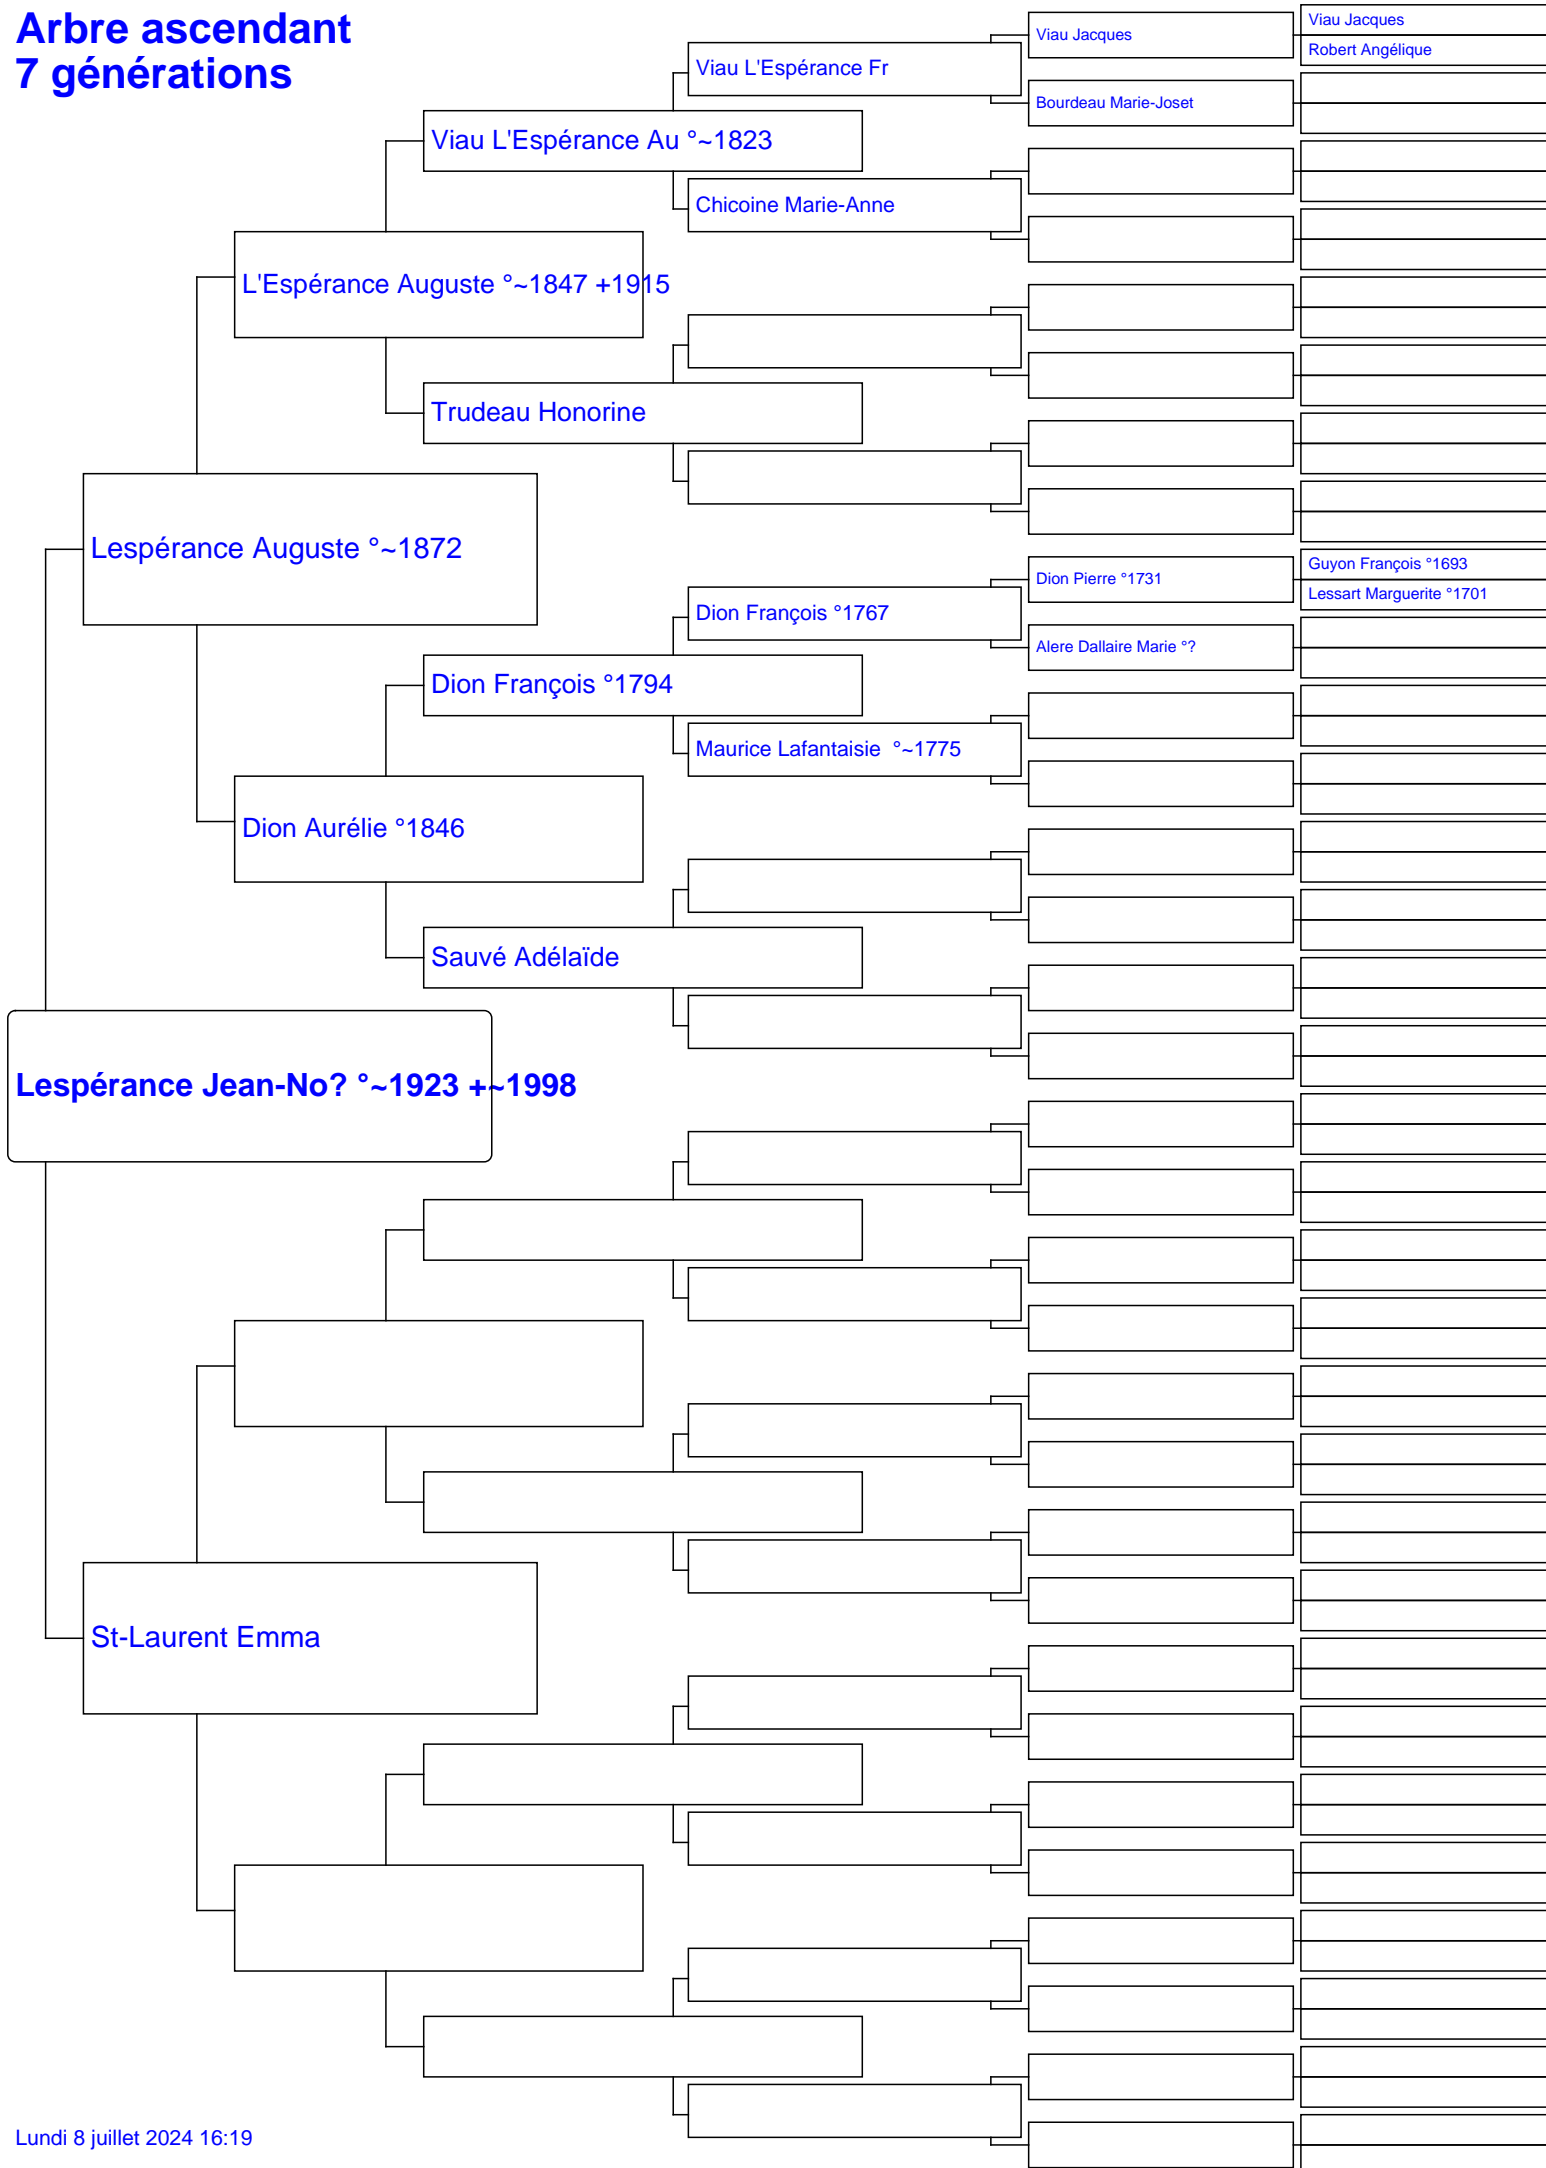 Arbre ascendant
7 générations
Viau Jacques
Robert Angélique
Viau Jacques
Viau L'Espérance Fr
Bourdeau Marie-Joset
Viau L'Espérance Au °~1823
Chicoine Marie-Anne
L'Espérance Auguste °~1847 +1915
Trudeau Honorine
Lespérance Auguste °~1872
Guyon François °1693
Lessart Marguerite °1701
Dion Pierre °1731
Dion François °1767
Alere Dallaire Marie °?
Dion François °1794
Maurice Lafantaisie  °~1775
Dion Aurélie °1846
Sauvé Adélaïde
Lespérance Jean-No? °~1923 +~1998
St-Laurent Emma
Lundi 8 juillet 2024 16:19